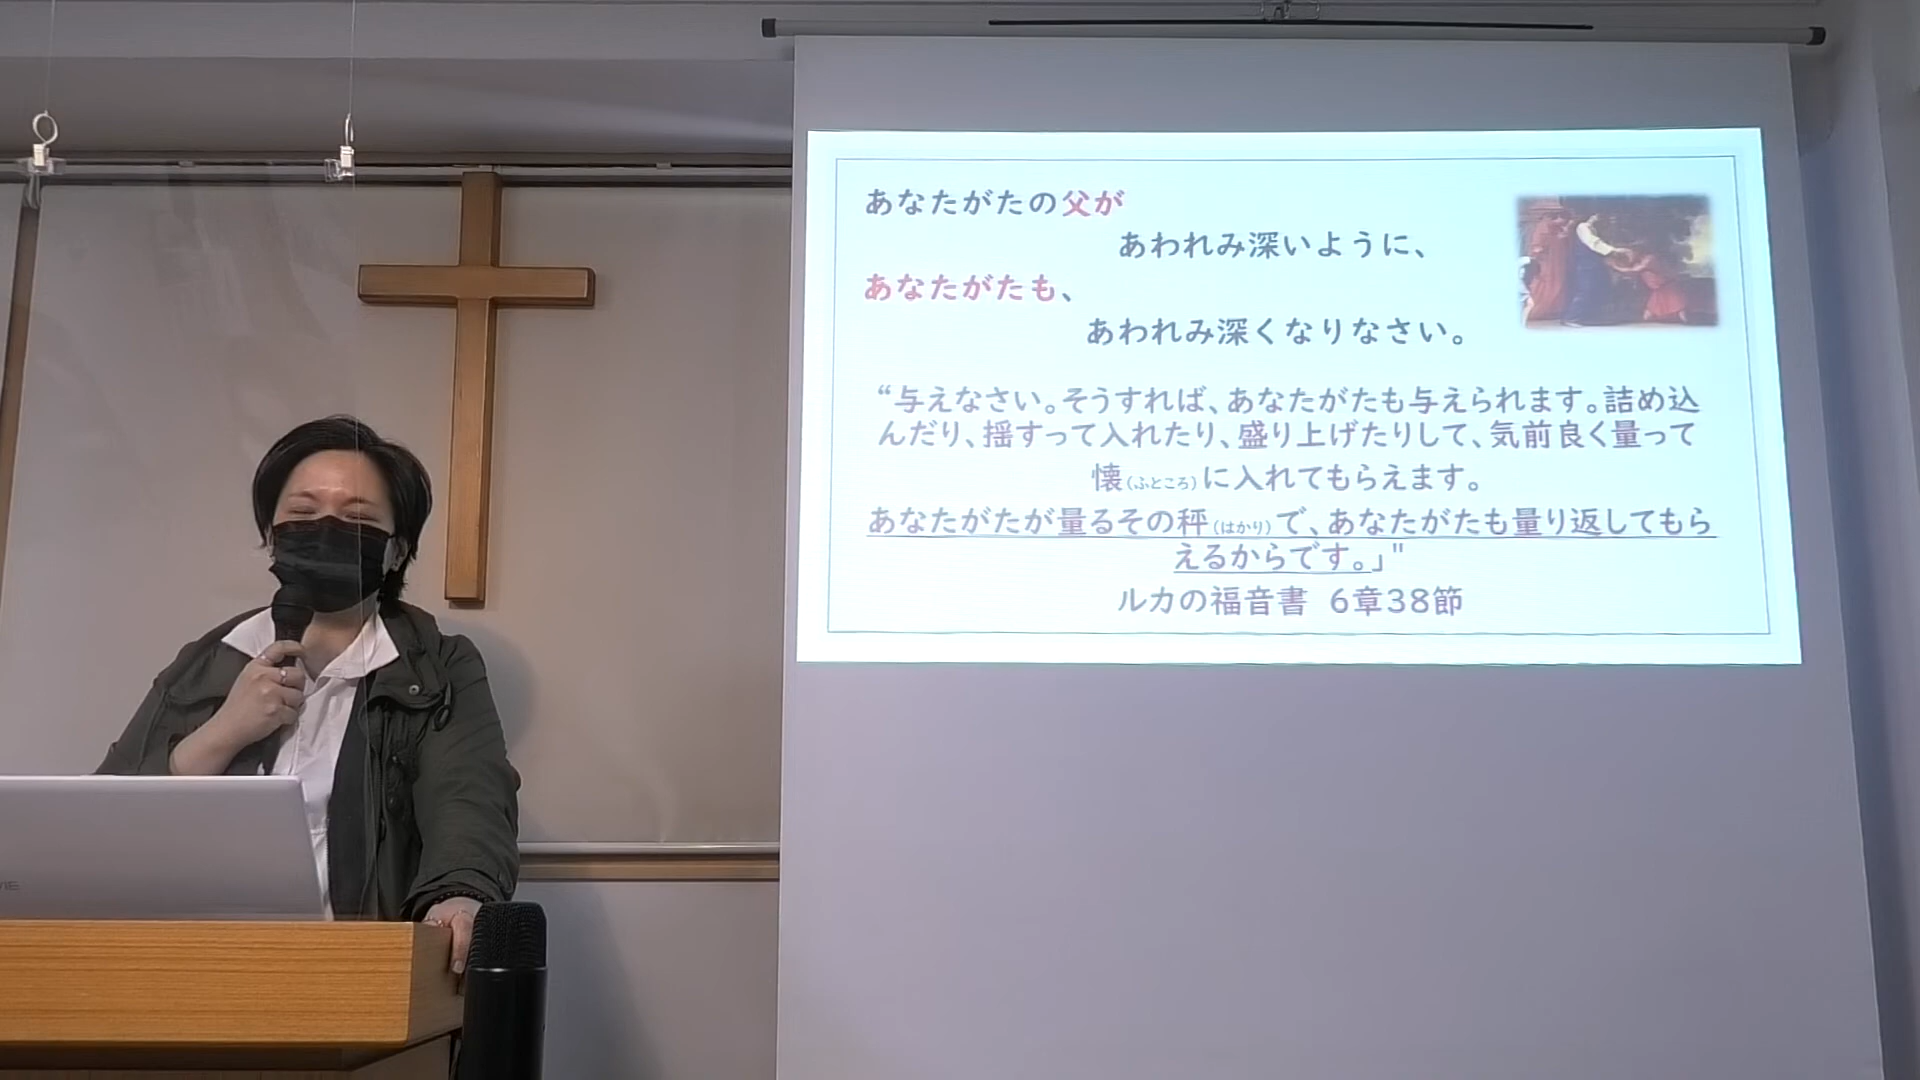 あなたがたの父が
あわれみ深いように、
あなたがたも、
あわれみ深くなりなさい。
“与えなさい。そうすれば、あなたがたも与えられます。詰め込
んだり、揺すって入れたり、盛り上げたりして、気前良く量って
懐(ふところ)に入れてもらえます。
あなたがたが量るその秤(はかり)で、あなたがたも量り返してもら
えるからです。」"
ルカの福音書 6章38節